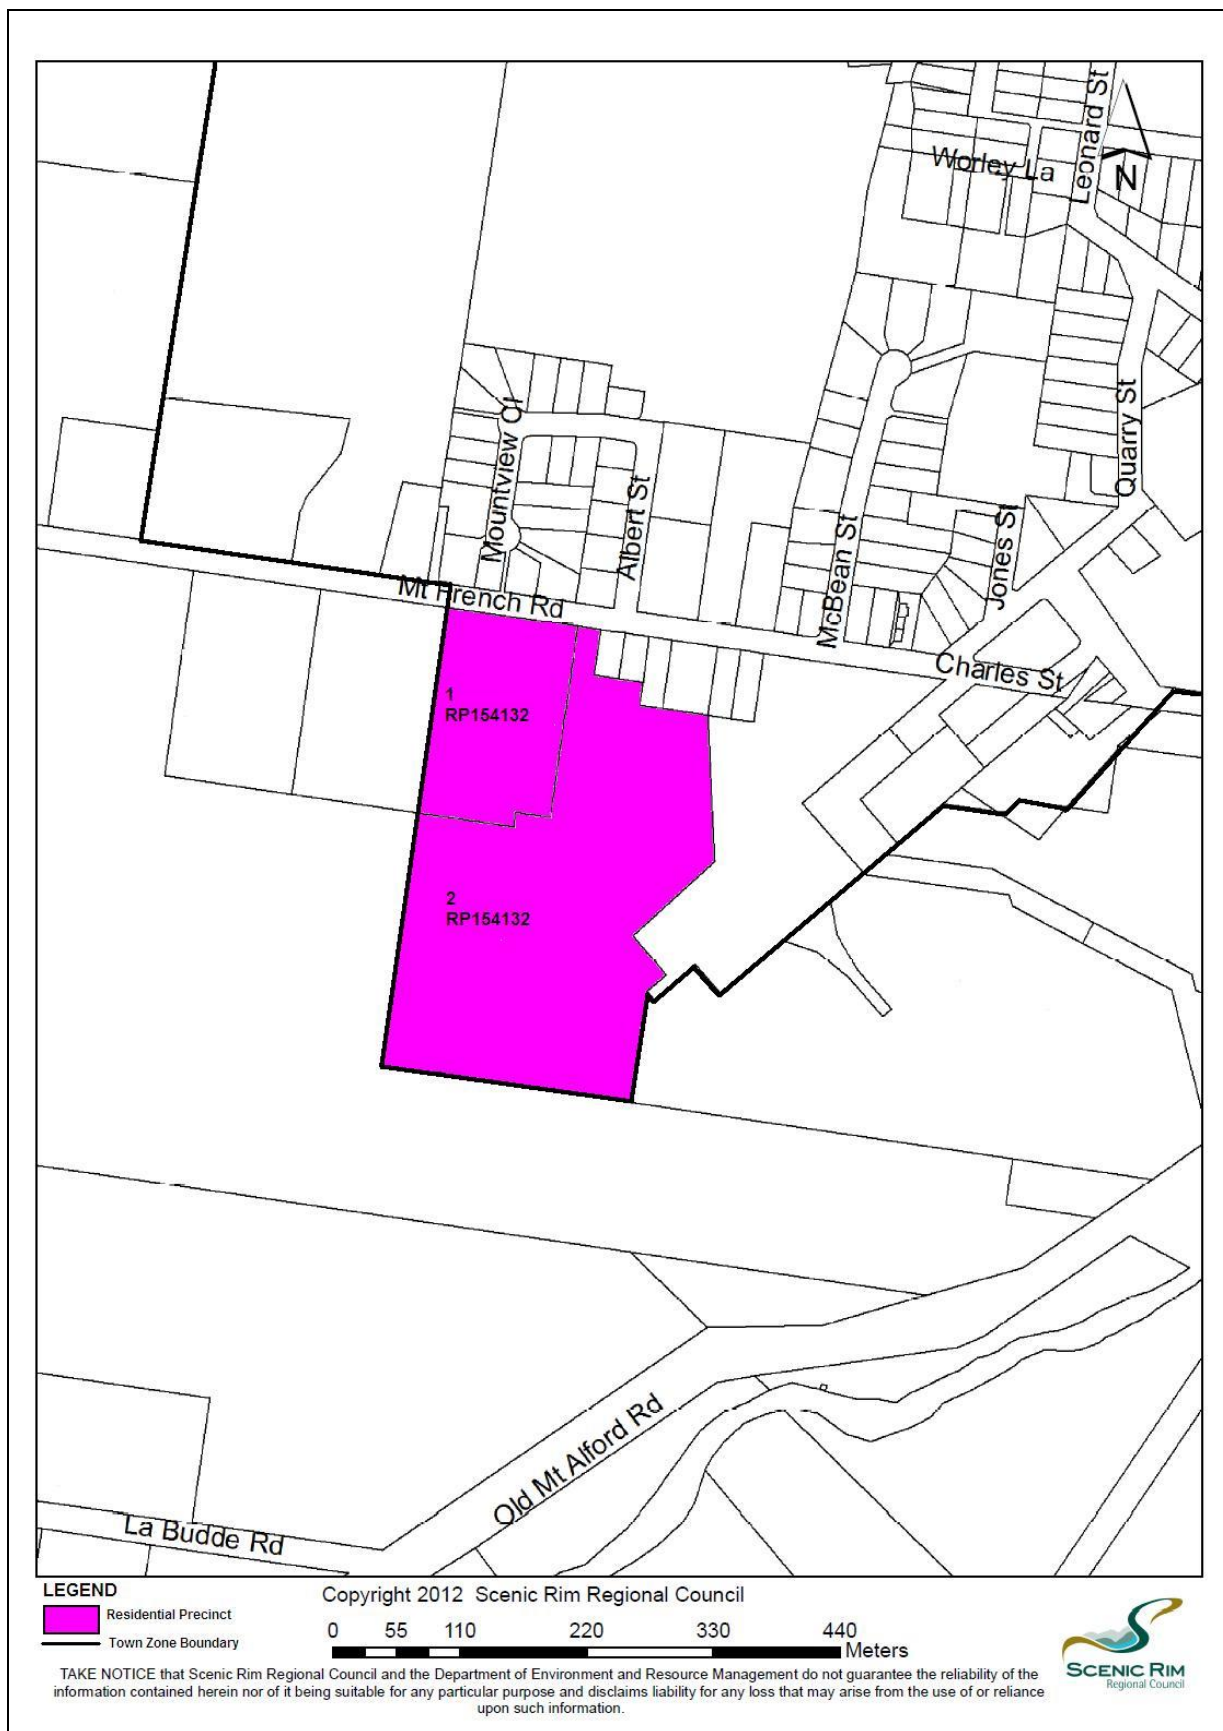 Leonard St
Worley La
N
Quarry St
Mountview Cl
Albert St
McBean St
Jones St
Mt French Rd
Charles St
1
RP154132
2
RP154132
Old Mt Alford Rd
La Budde Rd
LEGEND
Residential Precinct
Town Zone Boundary
Copyright 2012 Scenic Rim Regional Council
0 55 110 220 330 440
Meters
SCENIC RIM
Regional Council
TAKE NOTICE that Scenic Rim Regional Council and the Department of Environment and Resource Management do not guarantee the reliability of the
information contained herein nor of it being suitable for any particular purpose and disclaims liability for any loss that may arise from the use of or reliance
upon such information.